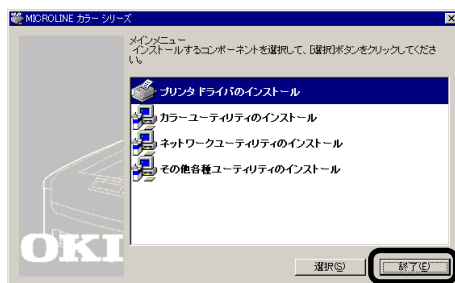 MICROLINE カラー シリーズ
メインメニュー
インストールするコンポーネントを選択して、[選択]ボタンをクリックしてくださ
い。
プリンタ ドライバのインストール
カラーユーティリティのインストール
ネットワークユーティリティのインストール
その他各種ユーティリティのインストール
OKI
選択(S)
終了(E)